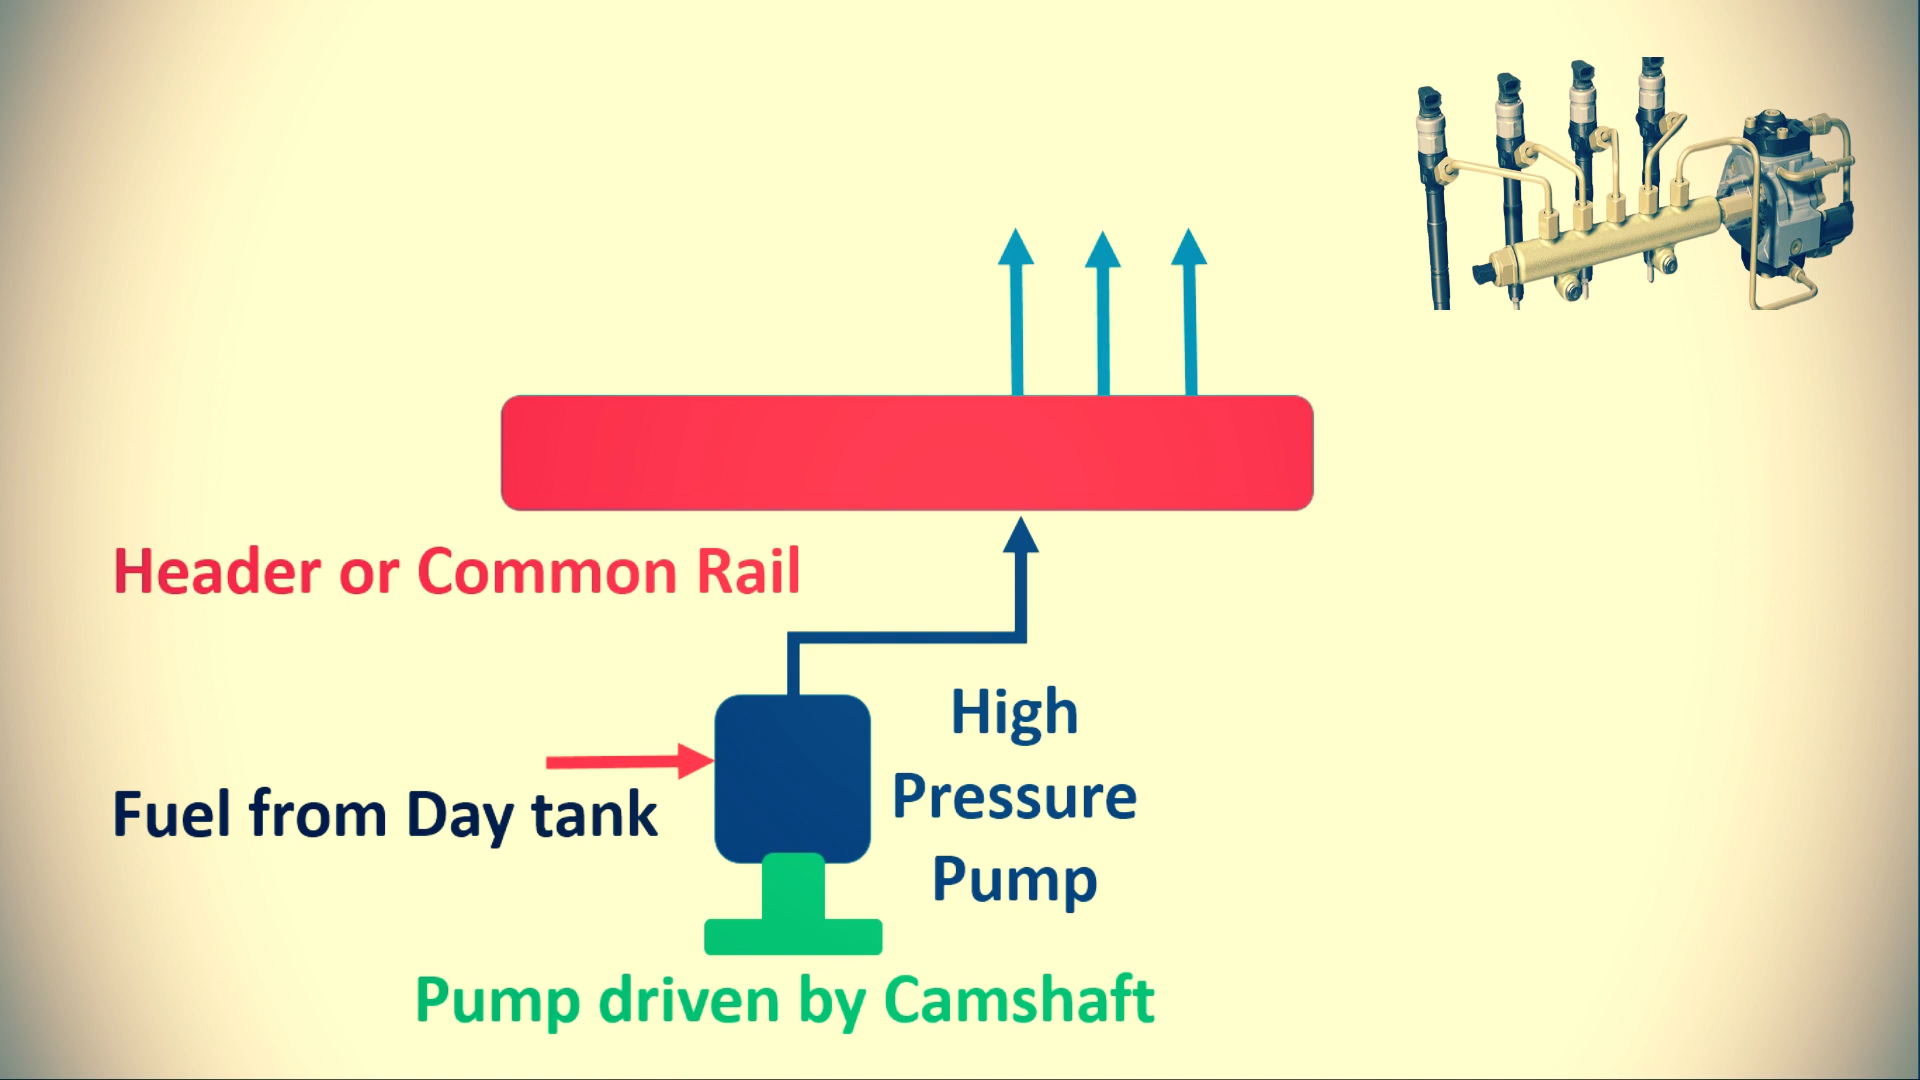 Header or Common Rail
High
Pressure
Pump
Fuel from Day tank
Pump driven by Camshaft